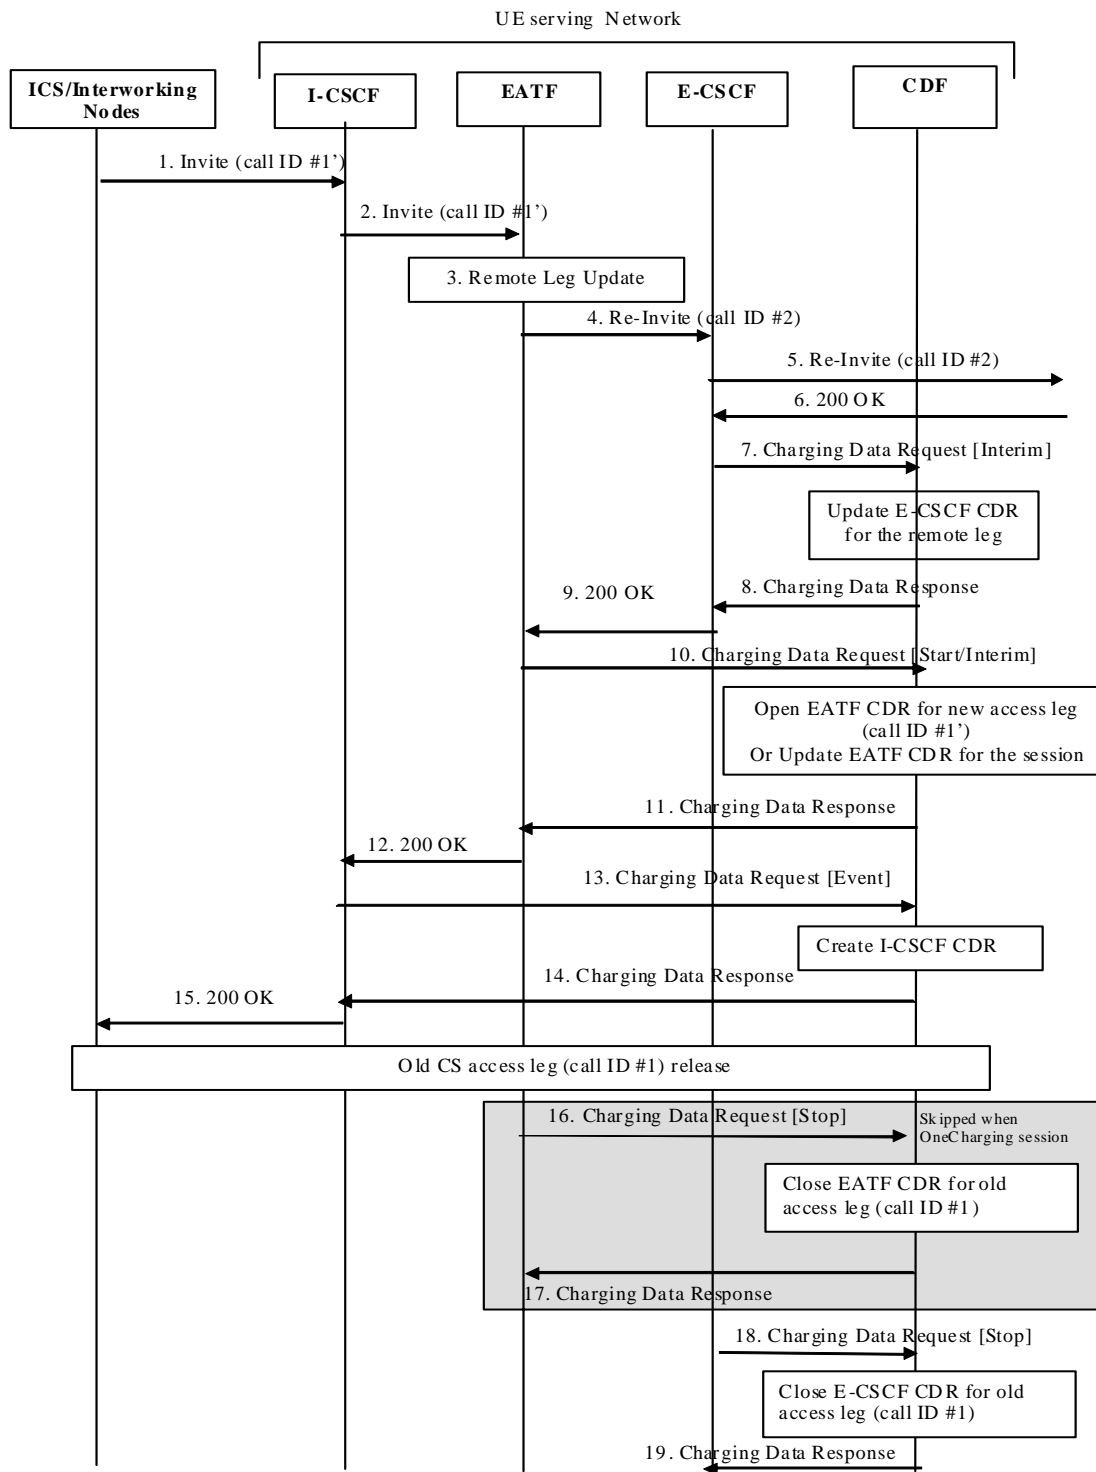 UE serving Network
ICS/Interworking
Nodes
I-CSCF
EATF
E-CSCF
CDF
1. Invite (call ID #1’)
2. Invite (call ID #1’)
3. Remote Leg Update
4. Re-Invite (call ID #2)
5. Re-Invite (call ID #2)
6. 200 OK
7. Charging Data Request [Interim]
Update E-CSCF CDR
for the remote leg
8. Charging Data Response
9. 200 OK
10. Charging Data Request [Start/Interim]
Open EATF CDR for new access leg
(call ID #1’)
Or Update EATF CDR for the session
11. Charging Data Response
12. 200 OK
13. Charging Data Request [Event]
Create I-CSCF CDR
14. Charging Data Response
15. 200 OK
Old CS access leg (call ID #1) release
16. Charging Data Request [Stop]
Skipped when
OneCharging session
Close EATF CDR for old
access leg (call ID #1)
17. Charging Data Response
18. Charging Data Request [Stop]
Close E-CSCF CDR for old
access leg (call ID #1)
19. Charging Data Response